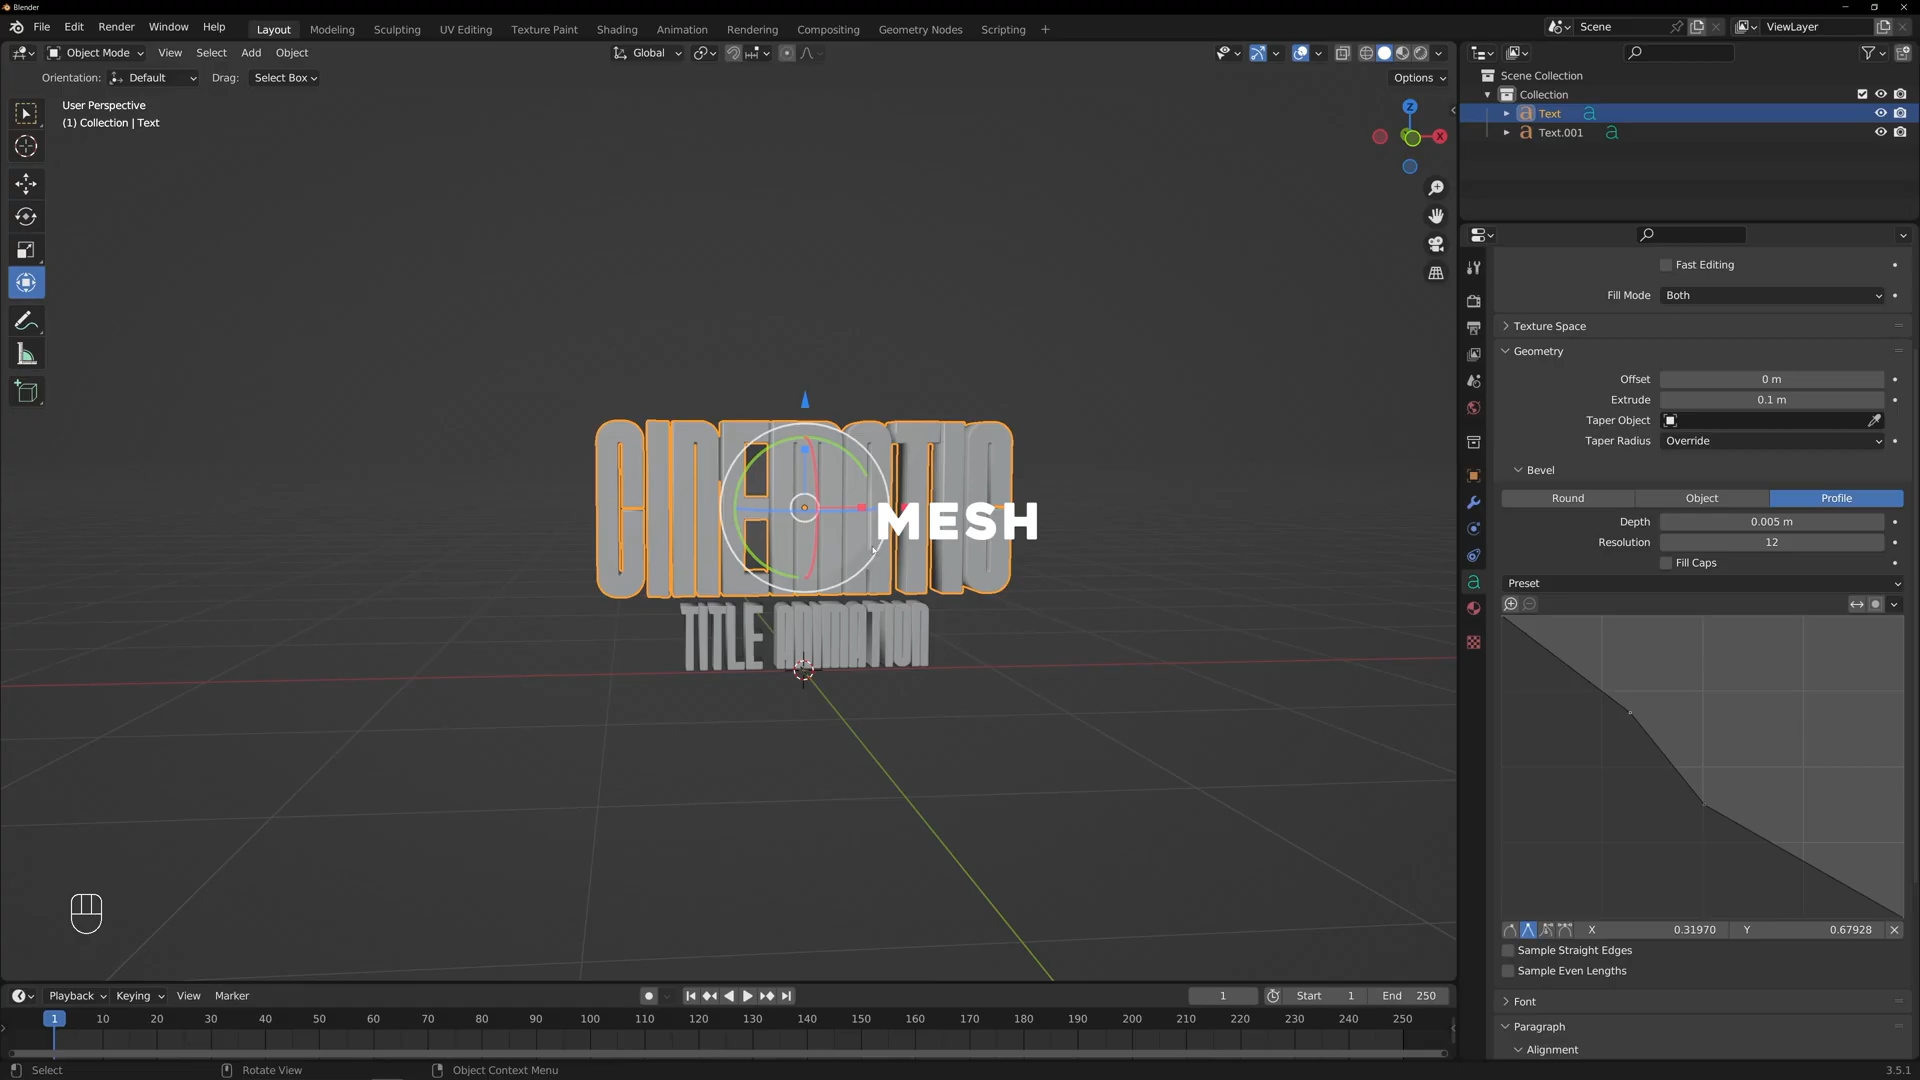 Blender
File Edit Render Window Help
Layout Modeling Sculpting UV Editing Texture Paint Shading Animation Rendering Compositing Geometry Nodes Scripting +
Scene
ViewLayer
Object Mode View Select Add Object
Global
Orientation: Default Drag: Select Box
Options
User Perspective
(1) Collection | Text
Z
X
Scene Collection
Collection
Text
Text.001
Fast Editing
Fill Mode Both
Texture Space
Geometry
Offset 0 m
Extrude 0.1 m
Taper Object
Taper Radius Override
Bevel
Round Object Profile
Depth 0.005 m
Resolution 12
Fill Caps
Preset
MESH
TITLE ANIMATION
X 0.31970 Y 0.67928
Sample Straight Edges
Sample Even Lengths
Font
Paragraph
Alignment
Playback Keying View Marker
1 Start 1 End 250
1 10 20 30 40 50 60 70 80 90 100 110 120 130 140 150 160 170 180 190 200 210 220 230 240 250
Select Rotate View Object Context Menu
3.5.1